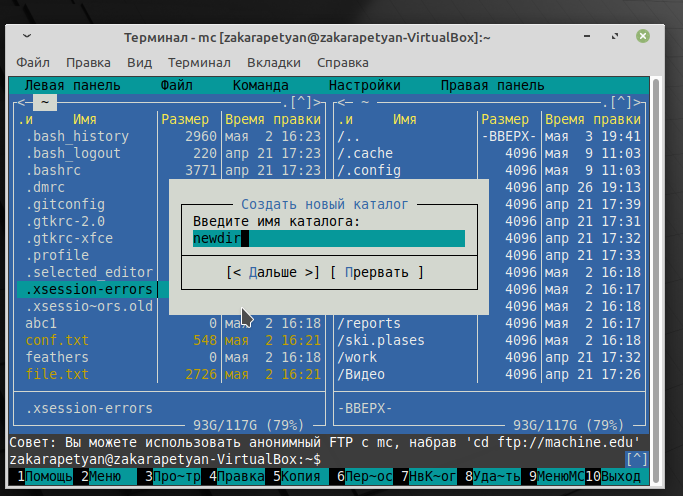 Терминал - mc [zakarapetyan@zakarapetyan-VirtualBox]:~
Файл Правка Вид Терминал Вкладки Справка
Левая панель Файл Команда Настройки Правая панель
<─ ~ ─.[^]>┌<─ ~ ─.[^]>
.и Имя Размер Время правки .и Имя Размер Время правки
.bash_history 2960 мая 2 16:23 /.. -ВВЕРХ- мая 3 19:41
.bash_logout 220 апр 21 17:23 /.cache 4096 мая 9 11:03
.bashrc 3771 апр 21 17:23 /.config 4096 мая 9 11:03
.dmrc 4096 апр 26 19:13
.gitconfig 4096 апр 21 17:39
.gtkrc-2.0 4096 апр 21 17:31
.gtkrc-xfce 4096 апр 21 17:32
.profile 4096 апр 21 17:33
.selected_editor 4096 мая 2 16:18
.xsession-errors 4096 мая 2 16:17
.xsessio~ors.old 4096 мая 2 16:18
Создать новый каталог
Введите имя каталога:
newdir
[< Дальше >] [ Прервать ]
abc1 0 мая 2 16:18 /reports 4096 мая 2 16:17
conf.txt 548 мая 2 16:21 /ski.plases 4096 мая 2 16:18
feathers 0 мая 2 16:18 /work 4096 апр 21 17:32
file.txt 2726 мая 2 16:21 /Видео 4096 апр 21 17:26
.xsession-errors -ВВЕРХ-
93G/117G (79%) 93G/117G (79%)
Совет: Вы можете использовать анонимный FTP с mc, набрав 'cd ftp://machine.edu'
zakarapetyan@zakarapetyan-VirtualBox:~$ [^]
1Помощь 2Меню 3Про~тр 4Правка 5Копия 6Пер~ос 7НвК~ог 8Уда~ть 9МенюМС 10Выход